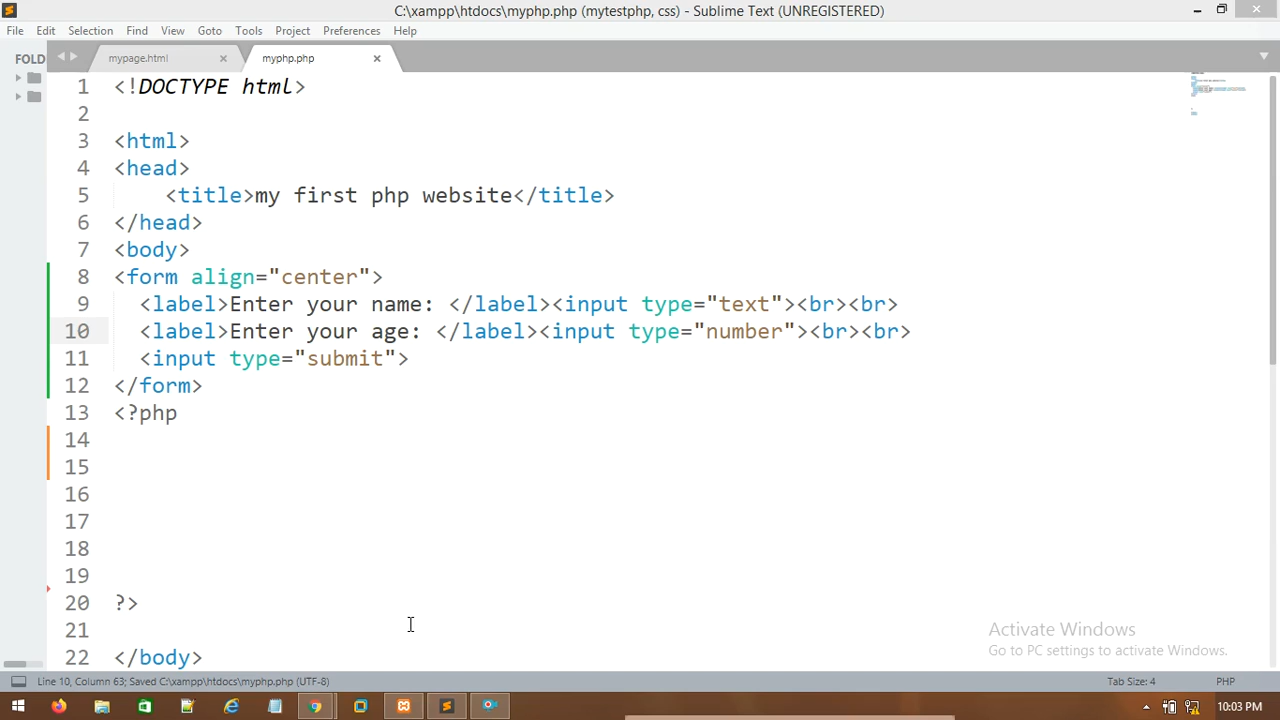 C:\xampp\htdocs\myphp.php (mytestphp, css) - Sublime Text (UNREGISTERED)
File Edit Selection Find View Goto Tools Project Preferences Help
FOLD
mypage.html
myphp.php
1 <!DOCTYPE html>
2
3 <html>
4 <head>
5 <title>my first php website</title>
6 </head>
7 <body>
8 <form align="center">
9 <label>Enter your name: </label><input type="text"><br><br>
10 <label>Enter your age: </label><input type="number"><br><br>
11 <input type="submit">
12 </form>
13 <?php
14
15
16
17
18
19
20 ?>
21
22 </body>
Activate Windows
Go to PC settings to activate Windows.
Line 10, Column 63; Saved C:\xampp\htdocs\myphp.php (UTF-8) Tab Size: 4 PHP
10:03 PM